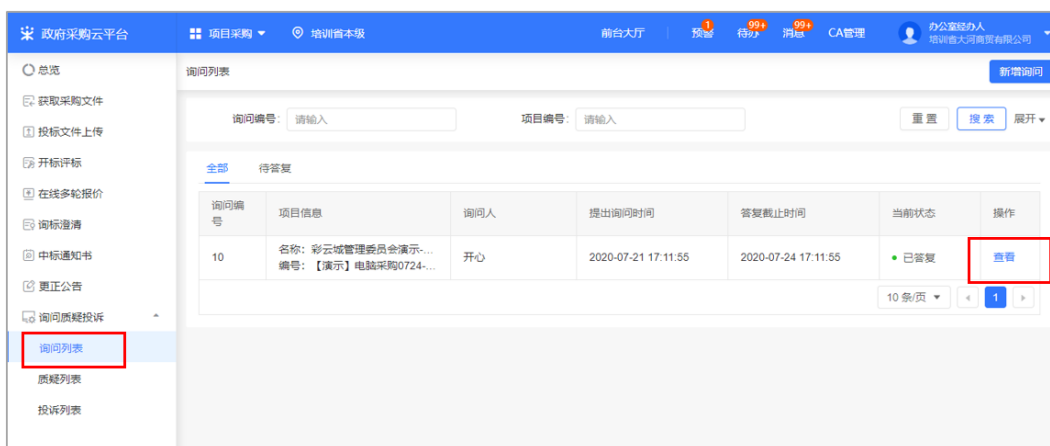 采 政府采购云平台
项目采购
培训省本级
前台大厅
预警 1
待办 99+
消息 99+
CA管理
办公室经办人
培训省大河商贸有限公司
总览
获取采购文件
投标文件上传
开标评标
在线多轮报价
询标澄清
中标通知书
更正公告
询问质疑投诉
询问列表
质疑列表
投诉列表
询问列表
新增询问
询问编号: 请输入
项目编号: 请输入
重置
搜索
展开
全部 待答复
询问编
号
项目信息
询问人
提出询问时间
答复截止时间
当前状态
操作
10
名称：彩云城管理委员会演示-...
编号：【演示】电脑采购0724-...
开心
2020-07-21 17:11:55
2020-07-24 17:11:55
已答复
查看
10 条/页
1